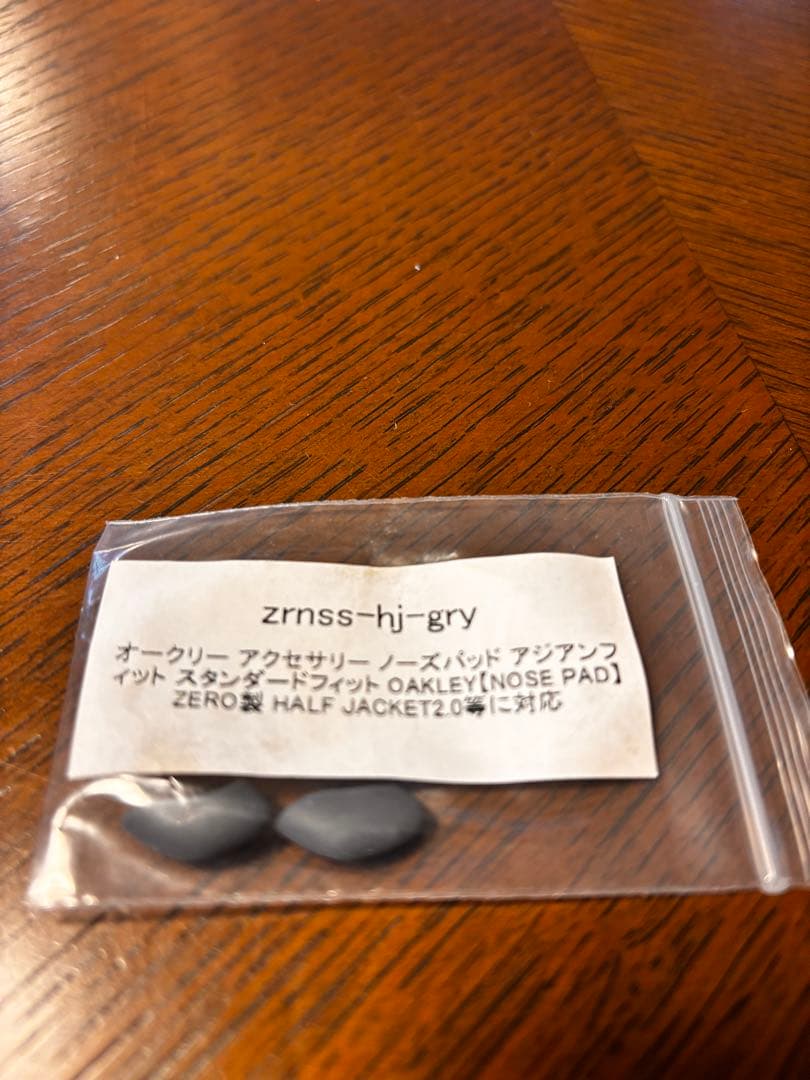 zrnss-hj-gry
オークリー アクセサリー ノーズパッド アジアンフ
ィット スタンダードフィット OAKLEY【NOSE PAD】
ZERO製 HALF JACKET2.0等に対応